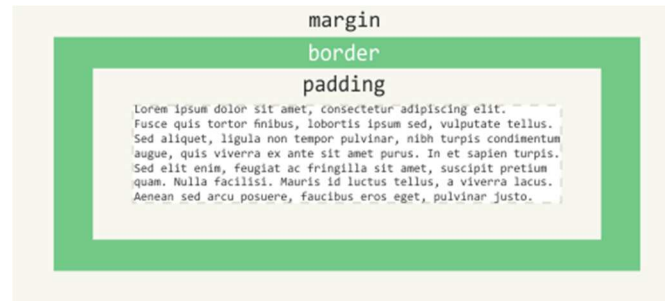 margin
border
padding
Lorem ipsum dolor sit amet, consectetur adipiscing elit.
Fusce quis tortor finibus, lobortis ipsum sed, vulputate tellus.
Sed aliquet, ligula non tempor pulvinar, nibh turpis condimentum
augue, quis viverra ex ante sit amet purus. In et sapien turpis.
Sed elit enim, feugiat ac fringilla sit amet, suscipit pretium
quam. Nulla facilisi. Mauris id luctus tellus, a viverra lacus.
Aenean sed arcu posuere, faucibus eros eget, pulvinar justo.